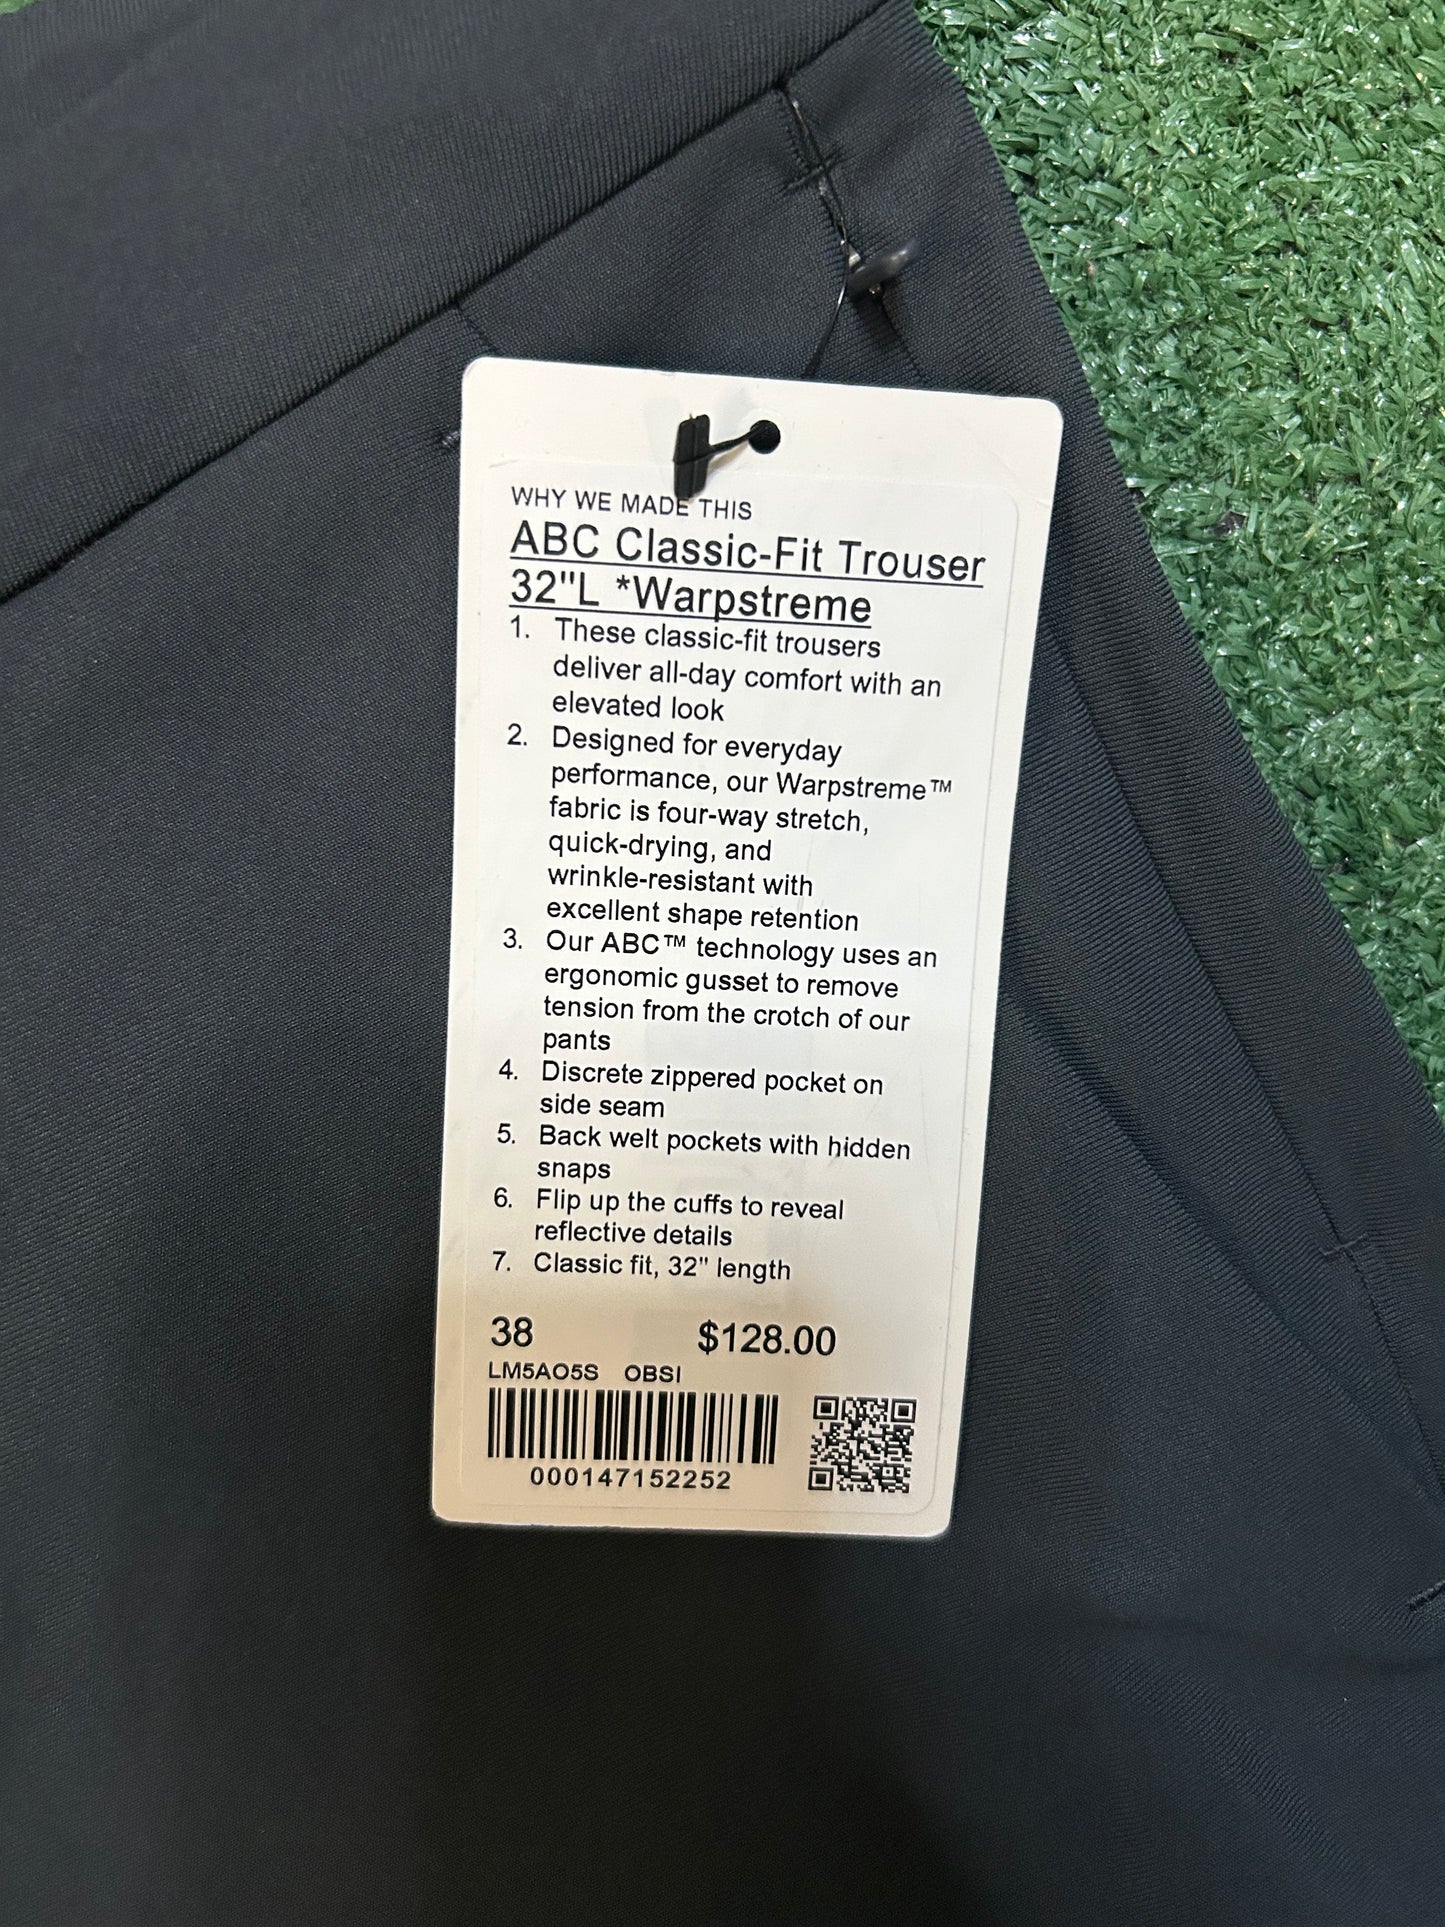 WHY WE MADE THIS
ABC Classic-Fit Trouser
32"L *Warpstreme
1. These classic-fit trousers
deliver all-day comfort with an
elevated look
2. Designed for everyday
performance, our Warpstreme™
fabric is four-way stretch,
quick-drying, and
wrinkle-resistant with
excellent shape retention
3. Our ABC™ technology uses an
ergonomic gusset to remove
tension from the crotch of our
pants
4. Discrete zippered pocket on
side seam
5. Back welt pockets with hidden
snaps
6. Flip up the cuffs to reveal
reflective details
7. Classic fit, 32" length
38 $128.00
LM5AO5S OBSI
000147152252